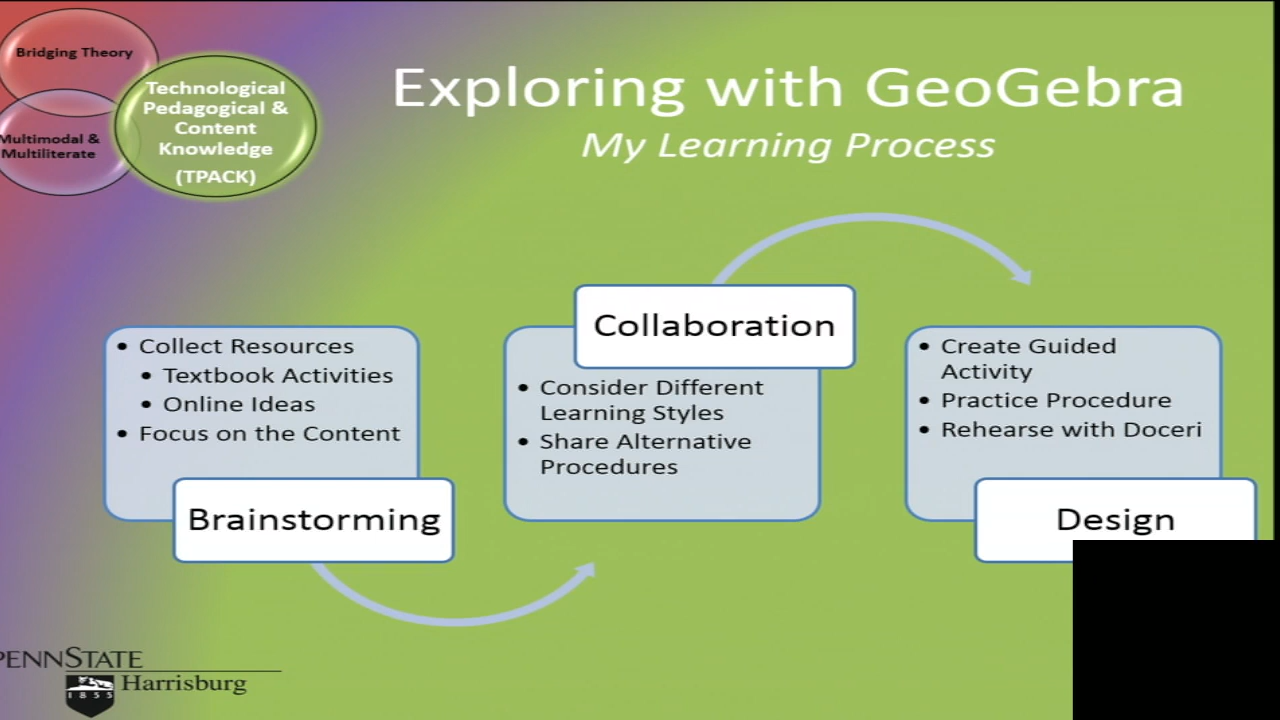 Bridging Theory
Multimodal &
Multiliterate
Technological
Pedagogical &
Content
Knowledge
(TPACK)
Exploring with GeoGebra
My Learning Process
• Collect Resources
• Textbook Activities
• Online Ideas
• Focus on the Content
Brainstorming
Collaboration
• Consider Different
Learning Styles
• Share Alternative
Procedures
• Create Guided
Activity
• Practice Procedure
• Rehearse with Doceri
Design
PENNSTATE
1855
Harrisburg